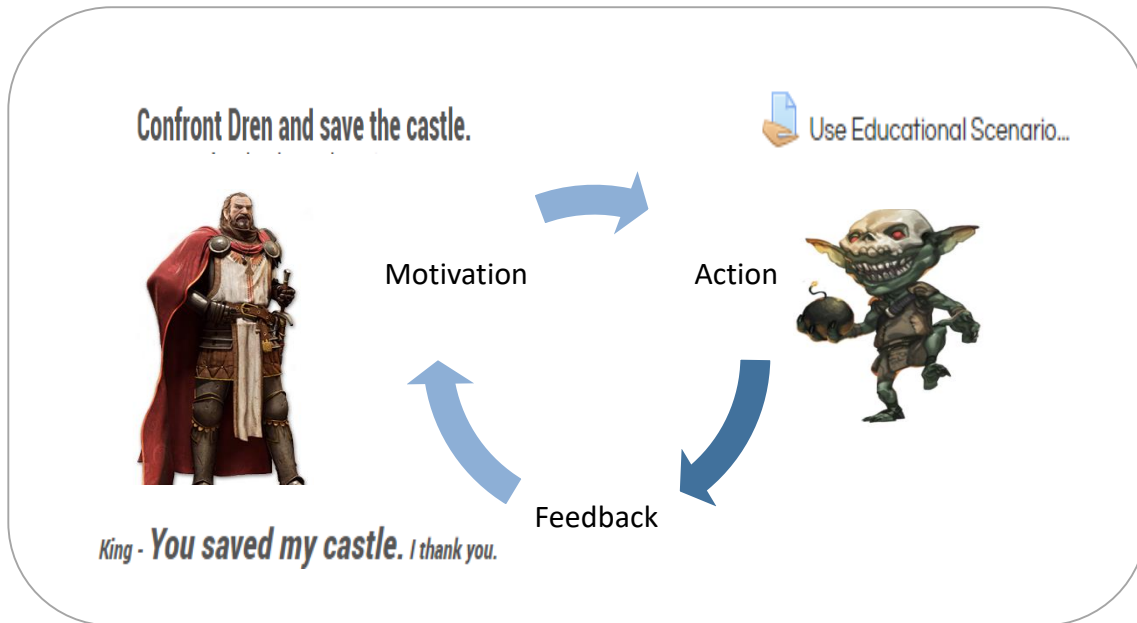 Confront Dren and save the castle.
Use Educational Scenario...
Motivation
Action
Feedback
King - You saved my castle. I thank you.